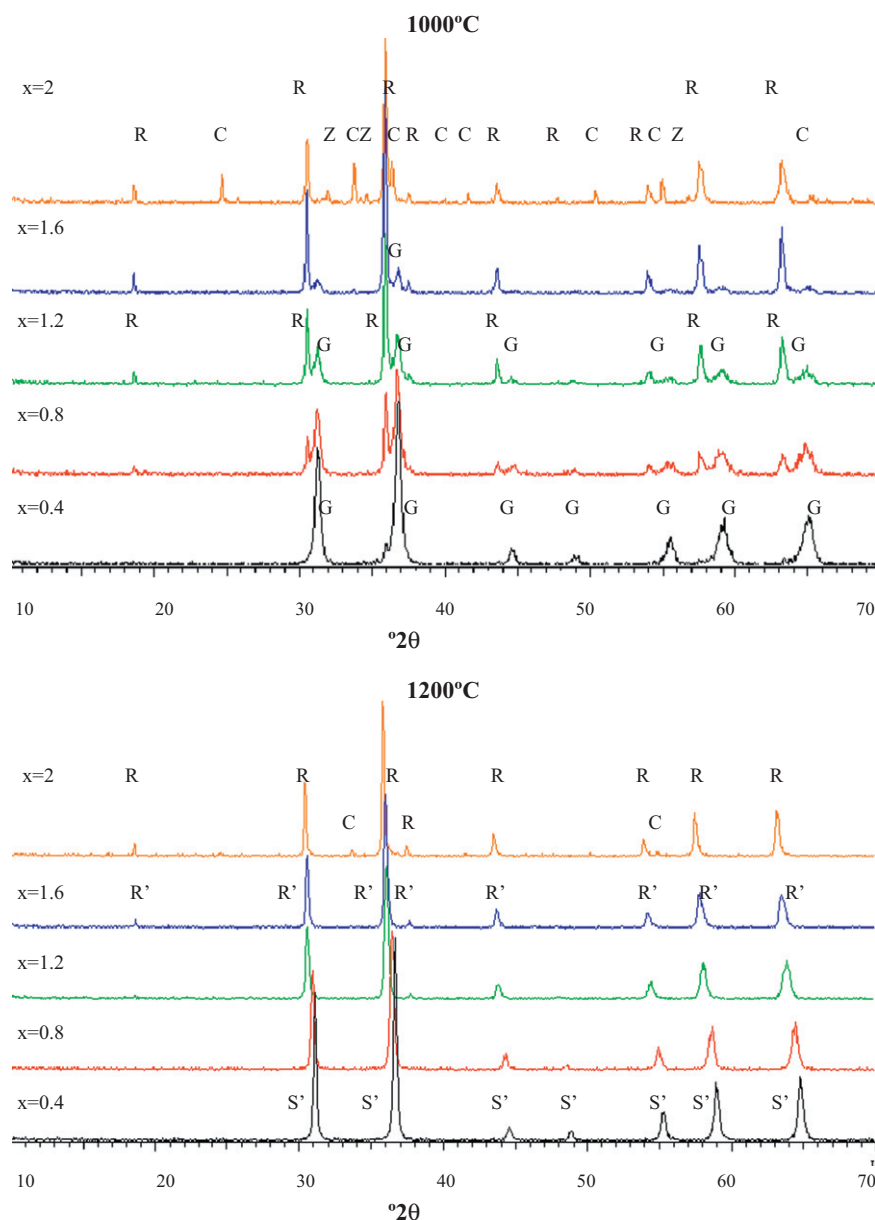 1000ºC
x=2 R R R R
R C Z C Z C R C C R R C R C Z C
x=1.6
G
x=1.2 R R R R R R
G G G G G G
x=0.8
x=0.4
G G G G G G G
10 20 30 40 50 60 70
º2θ
1200ºC
x=2 R R R R R R R
C R C
x=1.6 R’ R’ R’ R’ R’ R’ R’ R’
x=1.2
x=0.8
x=0.4 S’ S’ S’ S’ S’ S’ S’
10 20 30 40 50 60 70
º2θ